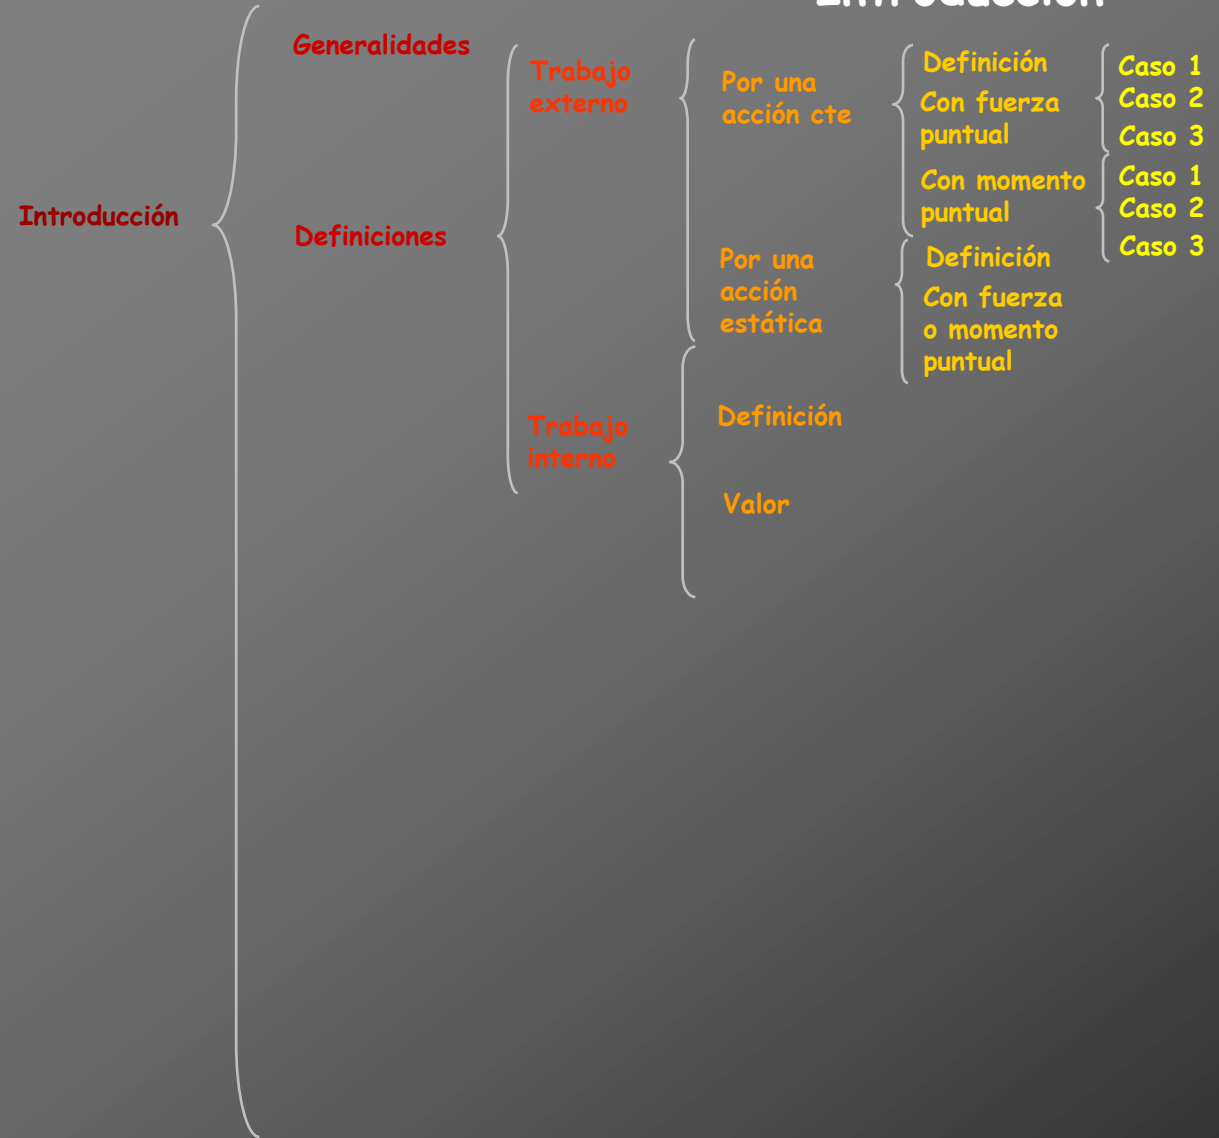 Introducción
Introducción
Generalidades
Definiciones
Trabajo
externo
Por una
acción cte
Definición
Con fuerza
puntual
Caso 1
Caso 2
Caso 3
Con momento
puntual
Caso 1
Caso 2
Caso 3
Por una
acción
estática
Definición
Con fuerza
o momento
puntual
Trabajo
interno
Definición
Valor